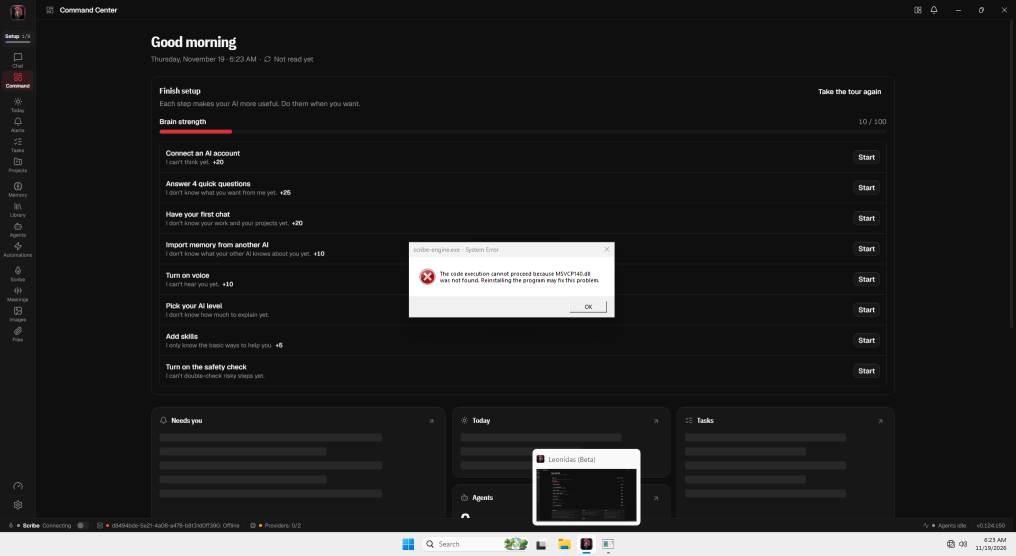 Command Center
Setup 1/9
Chat
Command
Today
Alerts
Tasks
Projects
Memory
Library
Agents
Automations
Scribe
Meetings
Images
Files
Good morning
Thursday, November 19 · 6:23 AM · Not read yet
Finish setup
Take the tour again
Each step makes your AI more useful. Do them when you want.
Brain strength
10 / 100
Connect an AI account
I can't think yet. +20
Start
Answer 4 quick questions
I don't know what you want from me yet. +25
Start
Have your first chat
I don't know your work and your projects yet. +20
Start
Import memory from another AI
I don't know what your other AI knows about you yet. +10
Start
Turn on voice
I can't hear you yet. +10
Start
Pick your AI level
I don't know how much to explain yet.
Start
Add skills
I only know the basic ways to help you. +5
Start
Turn on the safety check
I can't double-check risky steps yet.
Start
scribe-engine.exe - System Error
The code execution cannot proceed because MSVCP140.dll
was not found. Reinstalling the program may fix this problem.
OK
Needs you
Today
Tasks
Agents
Leonidas (Beta)
Scribe Connecting
Offline
Providers: 0/2
Agents idle
v0.124.150
Search
6:23 AM
11/19/2026